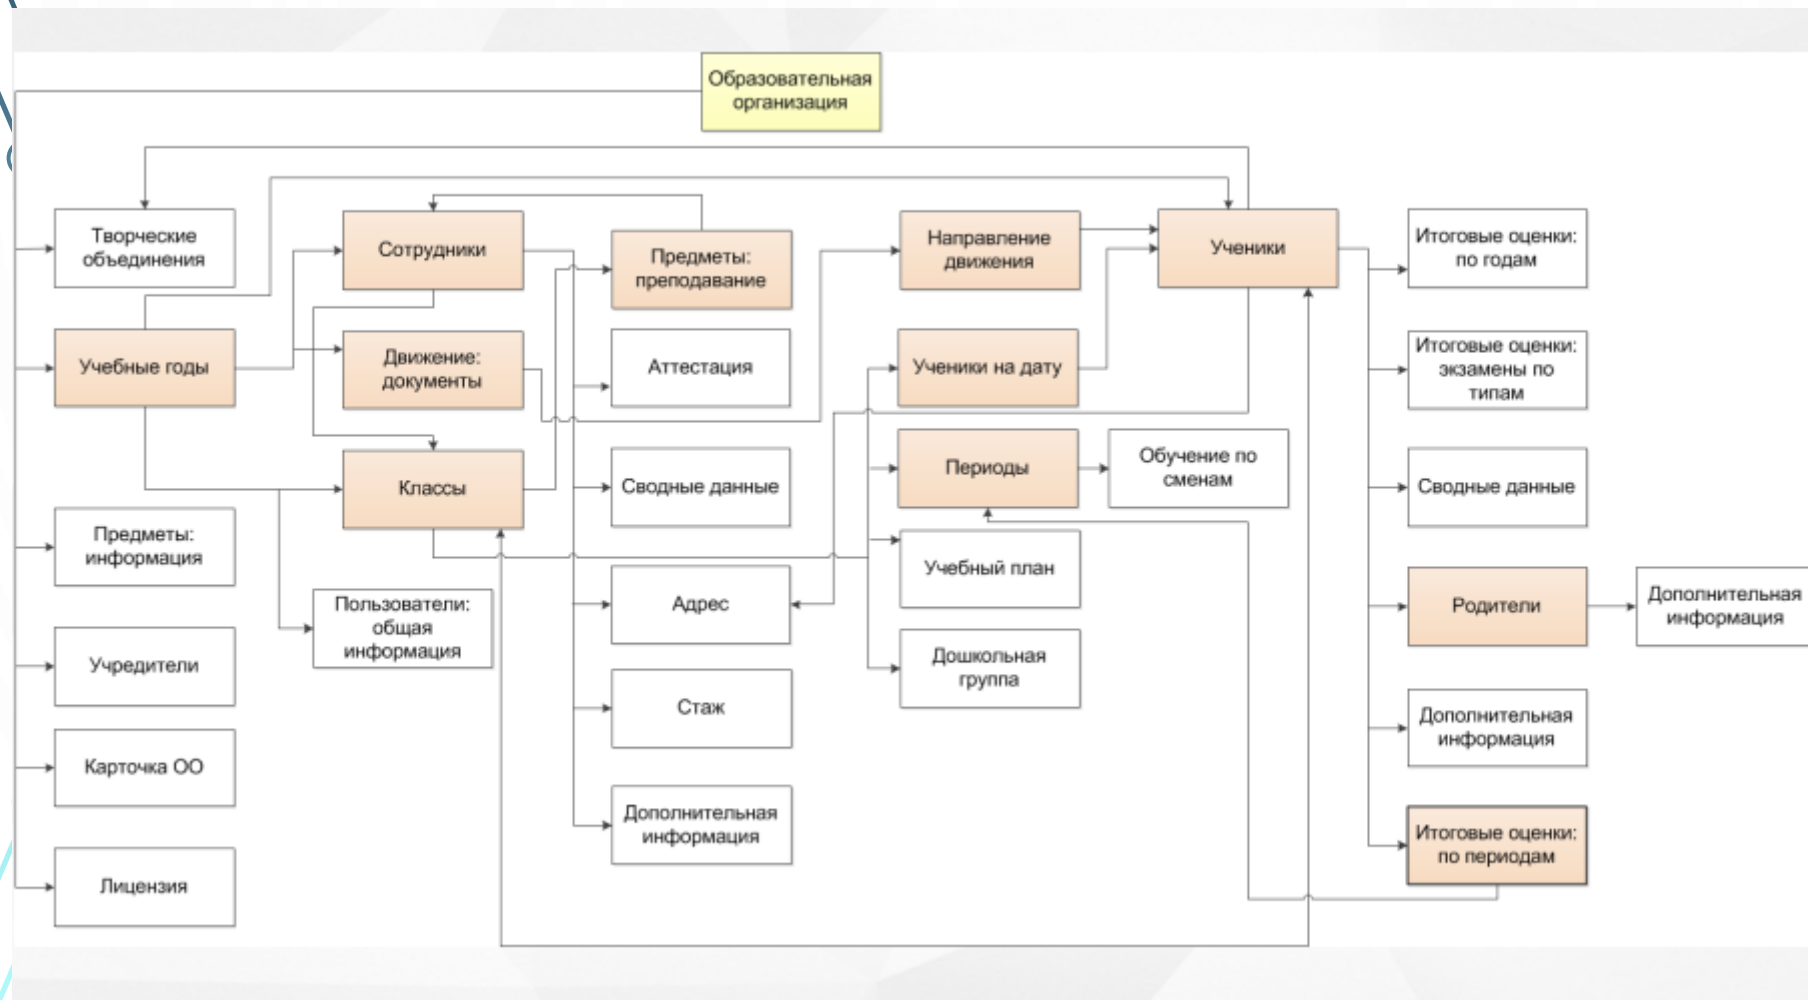 Образовательная
организация
Творческие
объединения
Сотрудники
Предметы:
преподавание
Направление
движения
Ученики
Итоговые оценки:
по годам
Учебные годы
Движение:
документы
Аттестация
Ученики на дату
Итоговые оценки:
экзамены по
типам
Классы
Сводные данные
Периоды
Обучение по
сменам
Сводные данные
Предметы:
информация
Пользователи:
общая
информация
Адрес
Учебный план
Родители
Дополнительная
информация
Учредители
Стаж
Дошкольная
группа
Дополнительная
информация
Карточка ОО
Дополнительная
информация
Итоговые оценки:
по периодам
Лицензия